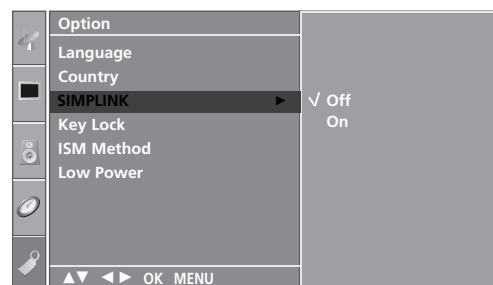 Option
Language
Country
SIMPLINK ►
Key Lock
ISM Method
Low Power
√ Off
On
▲▼ ◄► OK MENU